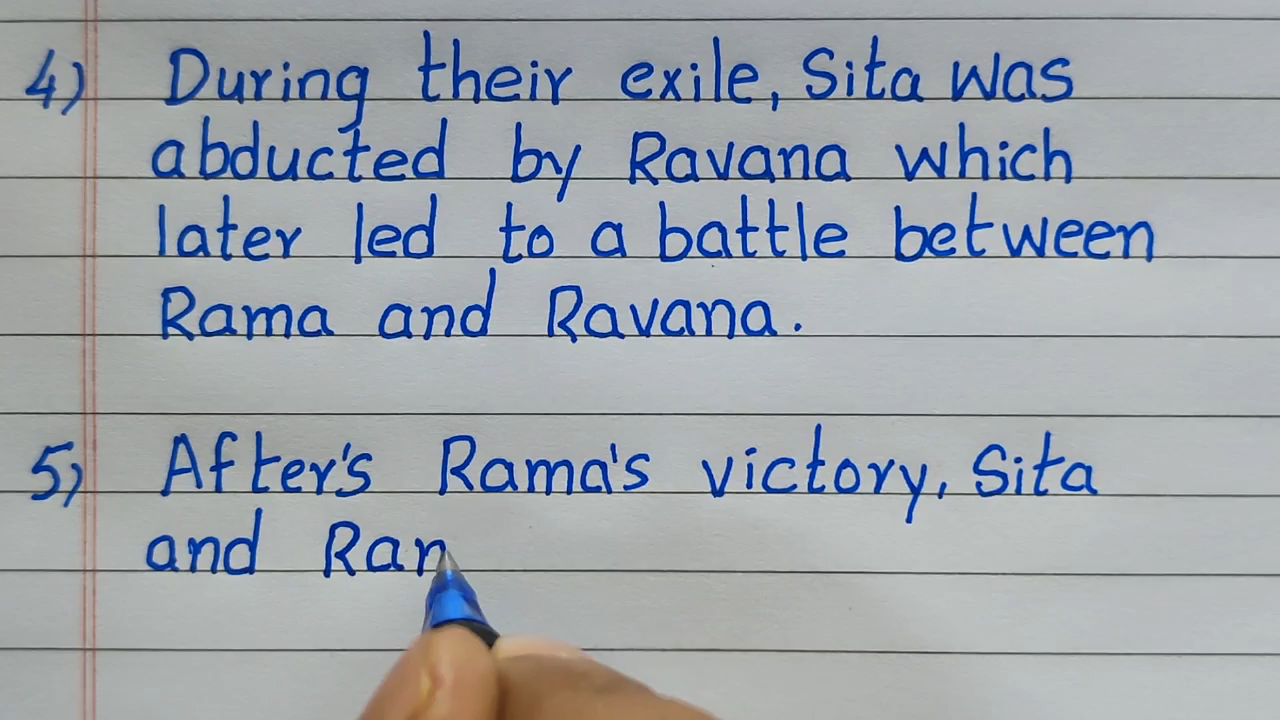 4) During their exile, Sita was
abducted by Ravana which
later led to a battle between
Rama and Ravana.
5) After's Rama's victory, Sita
and Ram